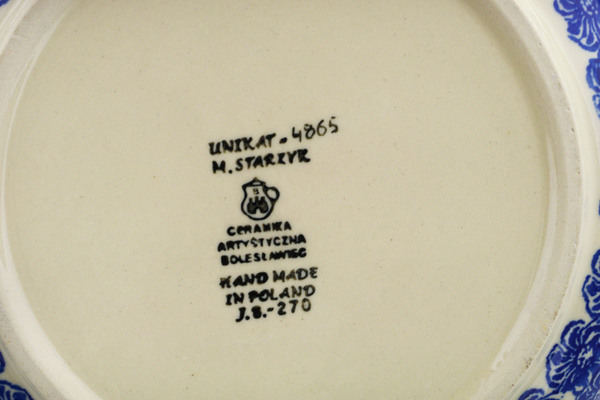 UNIKAT-4865
M. STARZYK
B
CERAMIKA
ARTYSTYCZNA
BOLESŁAWIEC
HAND MADE
IN POLAND
J.S.-270